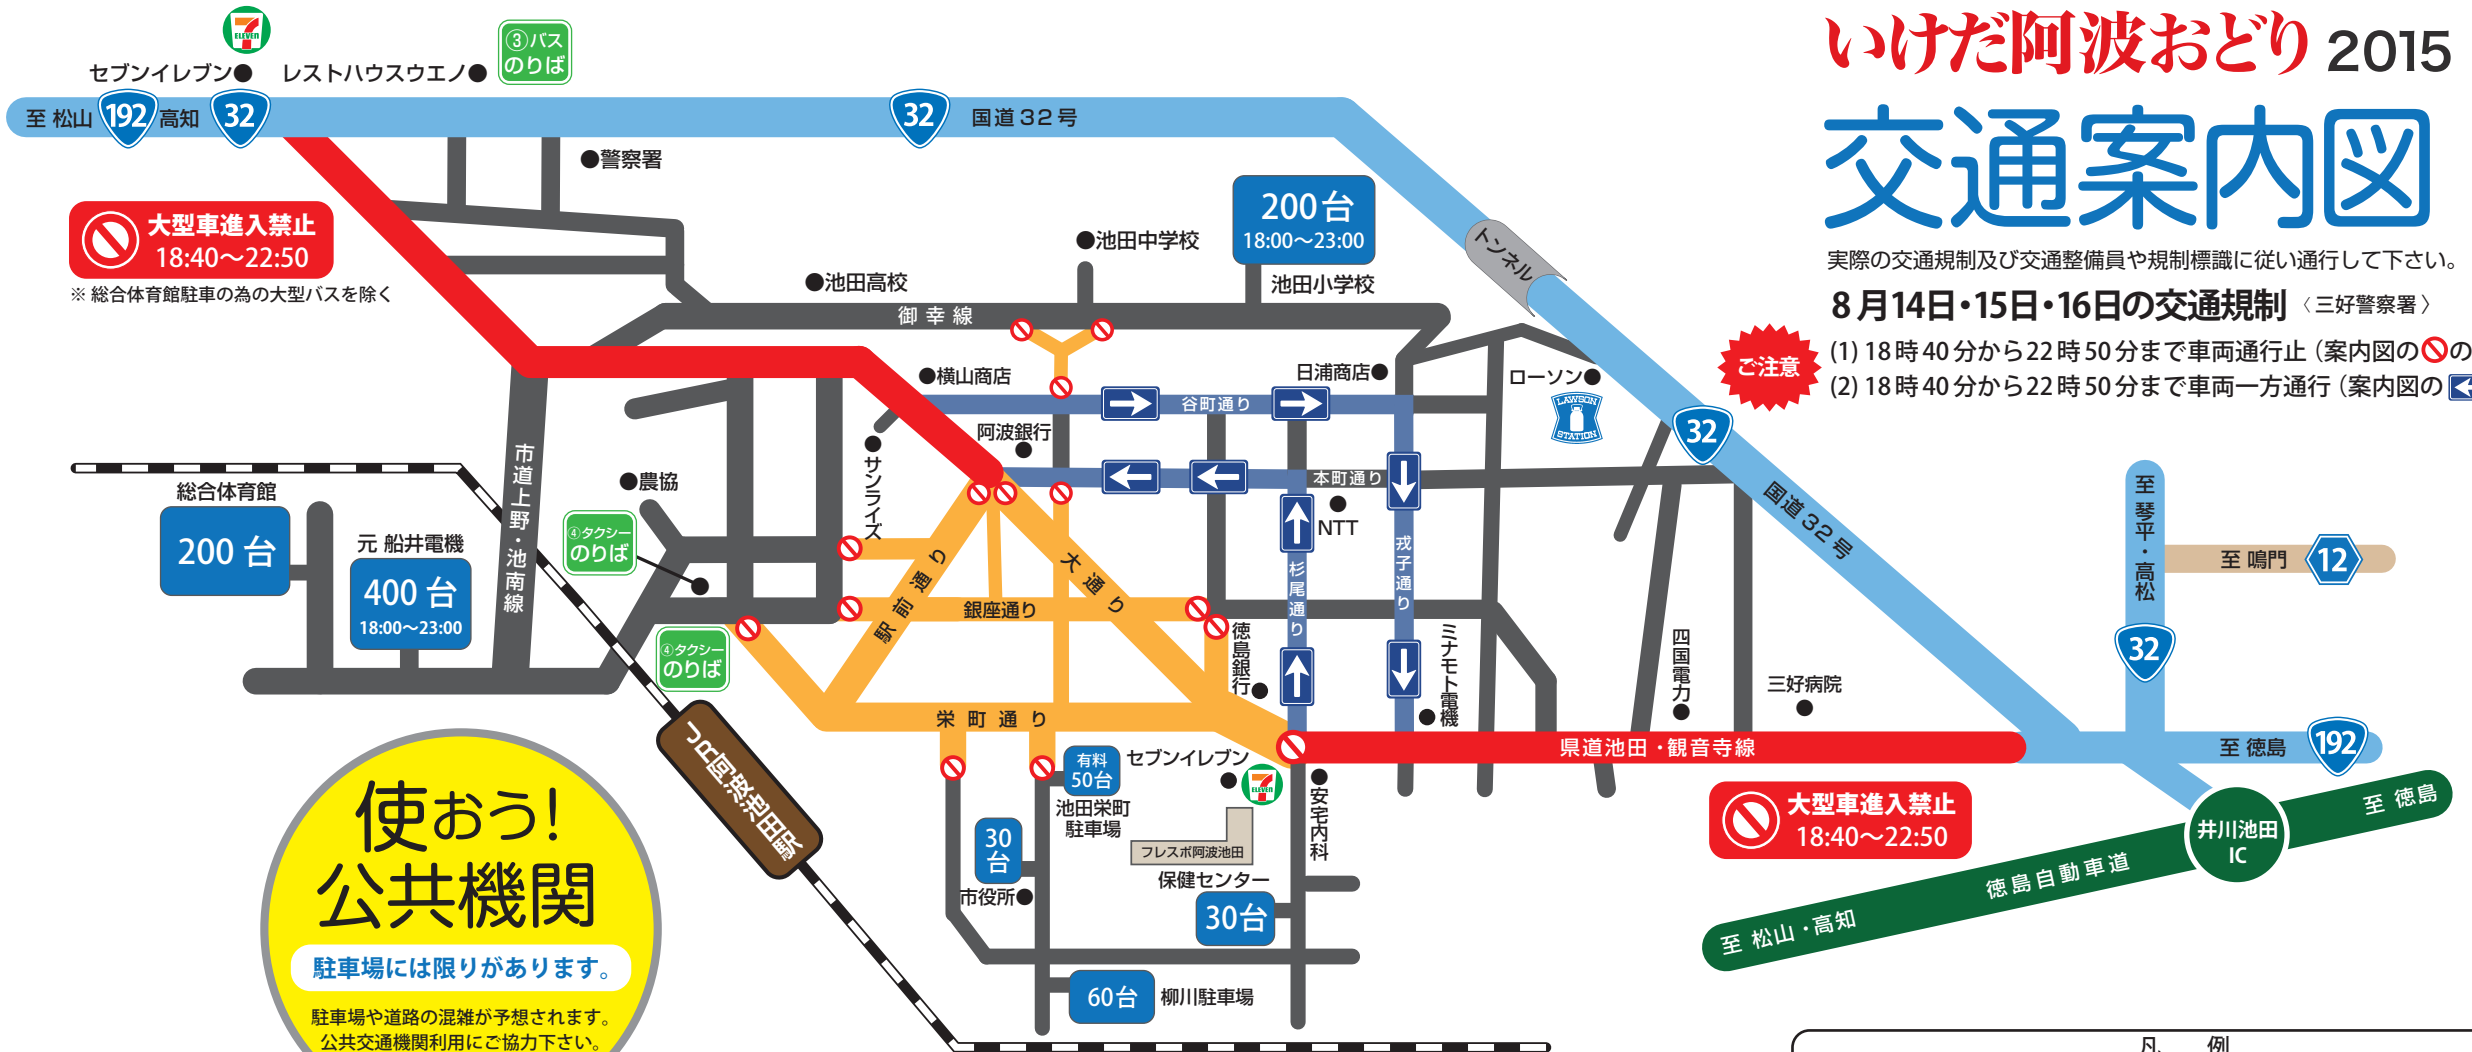 いけだ阿波おどり 2015
交通案内図
実際の交通規制及び交通整備員や規制標識に従い通行して下さい。
8月14日・15日・16日の交通規制 〈三好警察署〉
ご注意
(1) 18時40分から22時50分まで車両通行止(案内図の🚫の
(2) 18時40分から22時50分まで車両一方通行(案内図の
7
ELEVEN
セブンイレブン●
レストハウスウエノ●
③バス
のりば
至 松山
192
高知
32
32
国道32号
●警察署
大型車進入禁止
18:40〜22:50
※ 総合体育館駐車の為の大型バスを除く
200台
18:00〜23:00
●池田中学校
●池田高校
池田小学校
トンネル
御幸線
●横山商店
日浦商店●
ローソン●
LAWSON
STATION
谷町通り
阿波銀行
32
国道32号
本町通り
NTT
サンライズ
市道上野・池南線
●農協
総合体育館
200 台
元 船井電機
400 台
18:00〜23:00
④タクシー
のりば
④タクシー
のりば
駅前通り
大通り
銀座通り
杉尾通り
戎子通り
徳島銀行
ミナモト電機
四国電力
三好病院
至 琴平・高松
至 鳴門
12
32
栄町通り
県道池田・観音寺線
至 徳島
192
JR阿波池田駅
有料
50台
池田栄町
駐車場
セブンイレブン
7
ELEVEN
安宅内科
フレスポ阿波池田
30
台
市役所●
保健センター
30台
60台
柳川駐車場
大型車進入禁止
18:40〜22:50
井川池田
IC
至 徳島
徳島自動車道
至 松山・高知
使おう!
公共機関
駐車場には限りがあります。
駐車場や道路の混雑が予想されます。
公共交通機関利用にご協力下さい。
凡 例